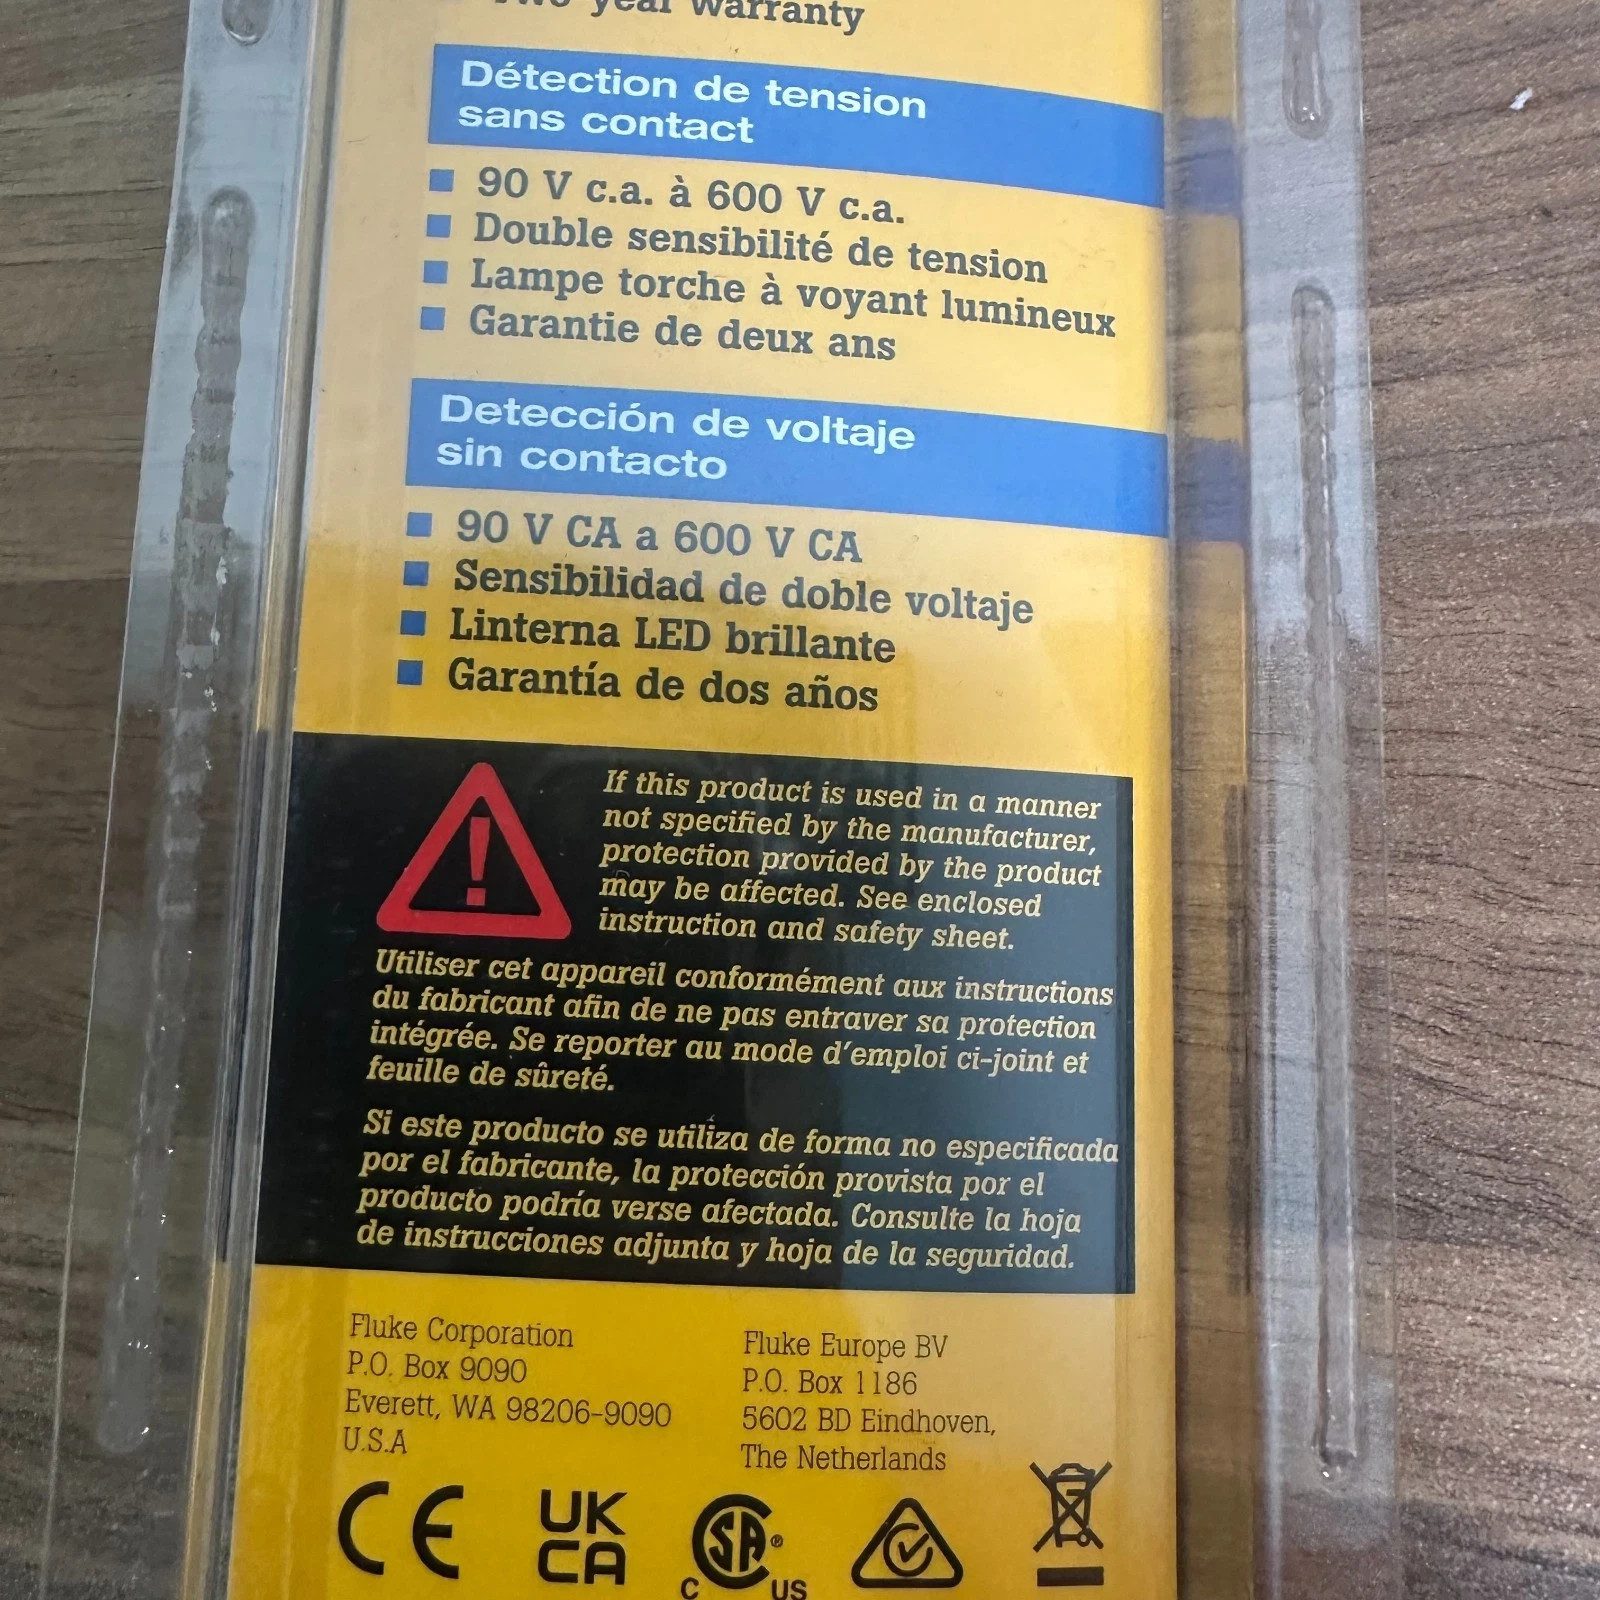 Two year warranty
Détection de tension
sans contact
90 V c.a. à 600 V c.a.
Double sensibilité de tension
Lampe torche à voyant lumineux
Garantie de deux ans
Detección de voltaje
sin contacto
90 V CA a 600 V CA
Sensibilidad de doble voltaje
Linterna LED brillante
Garantía de dos años
If this product is used in a manner
not specified by the manufacturer,
protection provided by the product
may be affected. See enclosed
instruction and safety sheet.
Utiliser cet appareil conformément aux instructions
du fabricant afin de ne pas entraver sa protection
intégrée. Se reporter au mode d'emploi ci-joint et
feuille de sûreté.
Si este producto se utiliza de forma no especificada
por el fabricante, la protección provista por el
producto podría verse afectada. Consulte la hoja
de instrucciones adjunta y hoja de la seguridad.
Fluke Corporation
P.O. Box 9090
Everett, WA 98206-9090
U.S.A
Fluke Europe BV
P.O. Box 1186
5602 BD Eindhoven,
The Netherlands
CE
UK
CA
SA®
C US